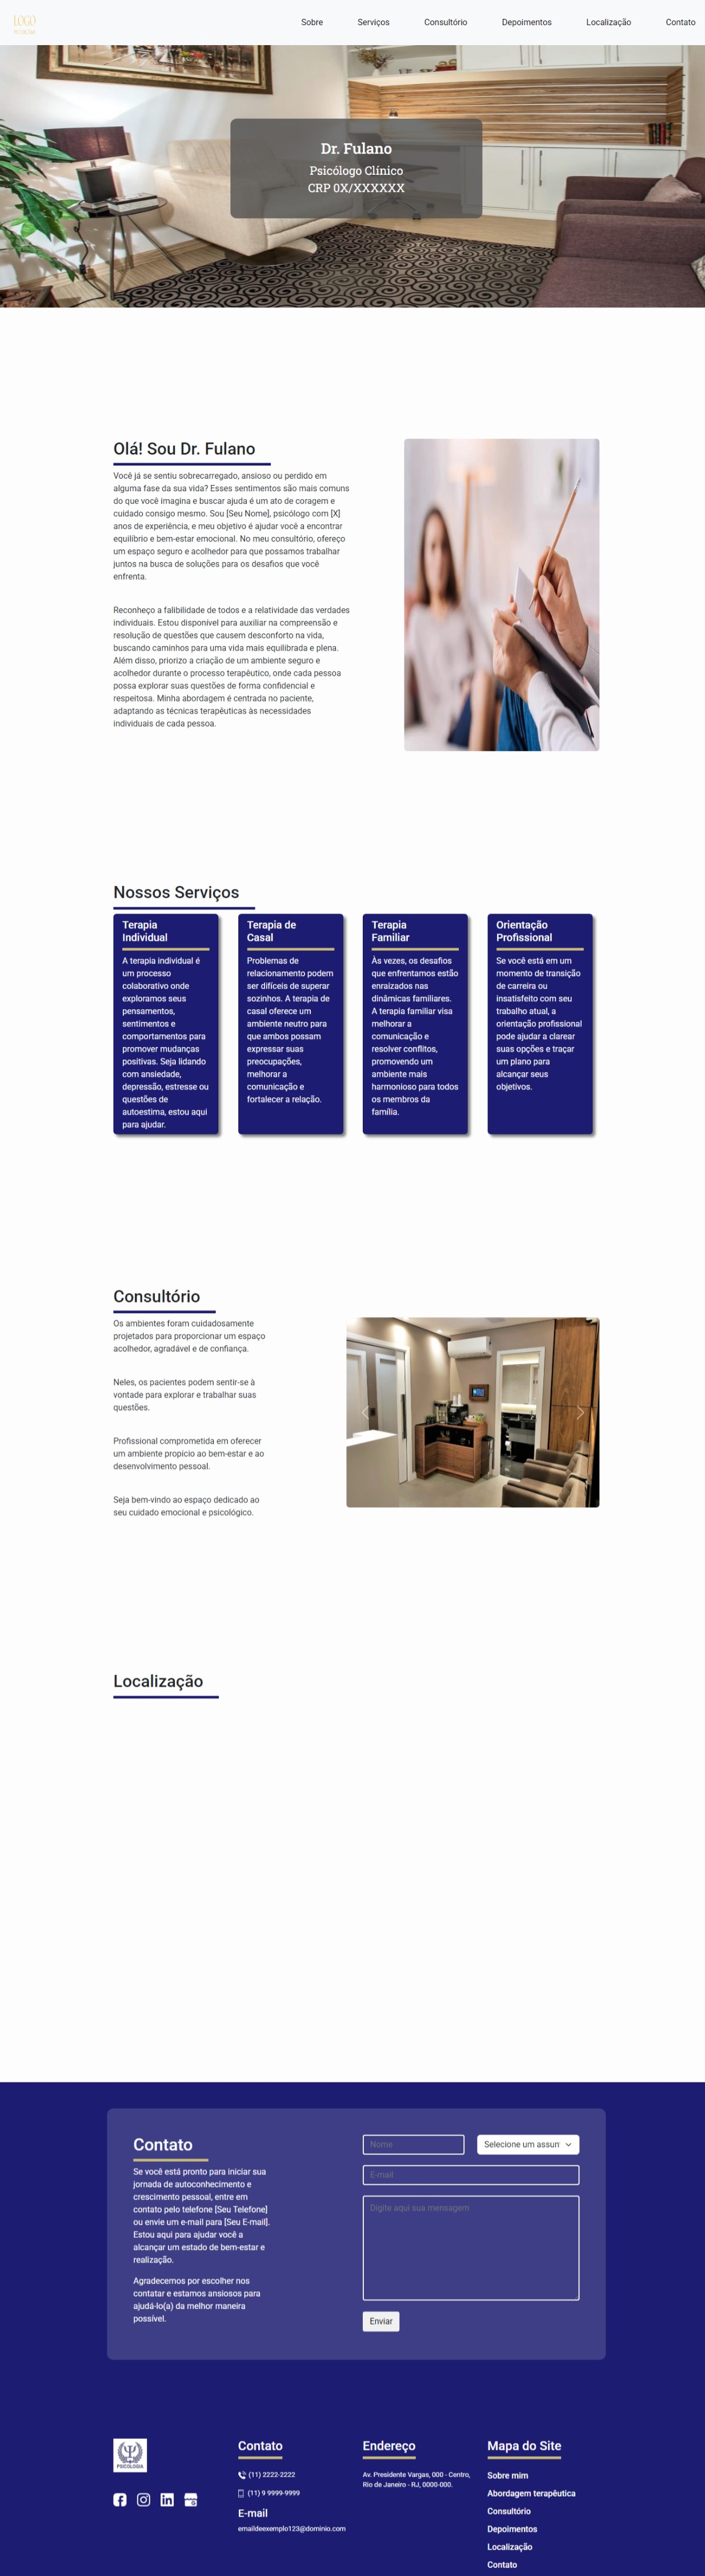 LOGO
PSICOLOGIA
Sobre
Serviços
Consultório
Depoimentos
Localização
Contato
Dr. Fulano
Psicólogo Clínico
CRP 0X/XXXXXX
Olá! Sou Dr. Fulano
Você já se sentiu sobrecarregado, ansioso ou perdido em
alguma fase da sua vida? Esses sentimentos são mais comuns
do que você imagina e buscar ajuda é um ato de coragem e
cuidado consigo mesmo. Sou [Seu Nome], psicólogo com [X]
anos de experiência, e meu objetivo é ajudar você a encontrar
equilíbrio e bem-estar emocional. No meu consultório, ofereço
um espaço seguro e acolhedor para que possamos trabalhar
juntos na busca de soluções para os desafios que você
enfrenta.
Reconheço a falibilidade de todos e a relatividade das verdades
individuais. Estou disponível para auxiliar na compreensão e
resolução de questões que causem desconforto na vida,
buscando caminhos para uma vida mais equilibrada e plena.
Além disso, priorizo a criação de um ambiente seguro e
acolhedor durante o processo terapêutico, onde cada pessoa
possa explorar suas questões de forma confidencial e
respeitosa. Minha abordagem é centrada no paciente,
adaptando as técnicas terapêuticas às necessidades
individuais de cada pessoa.
Nossos Serviços
Terapia
Individual
A terapia individual é
um processo
colaborativo onde
exploramos seus
pensamentos,
sentimentos e
comportamentos para
promover mudanças
positivas. Seja lidando
com ansiedade,
depressão, estresse ou
questões de
autoestima, estou aqui
para ajudar.
Terapia de
Casal
Problemas de
relacionamento podem
ser difíceis de superar
sozinhos. A terapia de
casal oferece um
ambiente neutro para
que ambos possam
expressar suas
preocupações,
melhorar a
comunicação e
fortalecer a relação.
Terapia
Familiar
Às vezes, os desafios
que enfrentamos estão
enraizados nas
dinâmicas familiares.
A terapia familiar visa
melhorar a
comunicação e
resolver conflitos,
promovendo um
ambiente mais
harmonioso para todos
os membros da
família.
Orientação
Profissional
Se você está em um
momento de transição
de carreira ou
insatisfeito com seu
trabalho atual, a
orientação profissional
pode ajudar a clarear
suas opções e traçar
um plano para
alcançar seus
objetivos.
Consultório
Os ambientes foram cuidadosamente
projetados para proporcionar um espaço
acolhedor, agradável e de confiança.
Neles, os pacientes podem sentir-se à
vontade para explorar e trabalhar suas
questões.
Profissional comprometida em oferecer
um ambiente propício ao bem-estar e ao
desenvolvimento pessoal.
Seja bem-vindo ao espaço dedicado ao
seu cuidado emocional e psicológico.
Localização
Contato
Se você está pronto para iniciar sua
jornada de autoconhecimento e
crescimento pessoal, entre em
contato pelo telefone [Seu Telefone]
ou envie um e-mail para [Seu E-mail].
Estou aqui para ajudar você a
alcançar um estado de bem-estar e
realização.
Agradecemos por escolher nos
contatar e estamos ansiosos para
ajudá-lo(a) da melhor maneira
possível.
Nome
Selecione um assun
E-mail
Digite aqui sua mensagem
Enviar
PSICOLOGIA
Contato
(11) 2222-2222
(11) 9 9999-9999
E-mail
emaildeexemplo123@dominio.com
Endereço
Av. Presidente Vargas, 000 - Centro,
Rio de Janeiro - RJ, 0000-000.
Mapa do Site
Sobre mim
Abordagem terapêutica
Consultório
Depoimentos
Localização
Contato